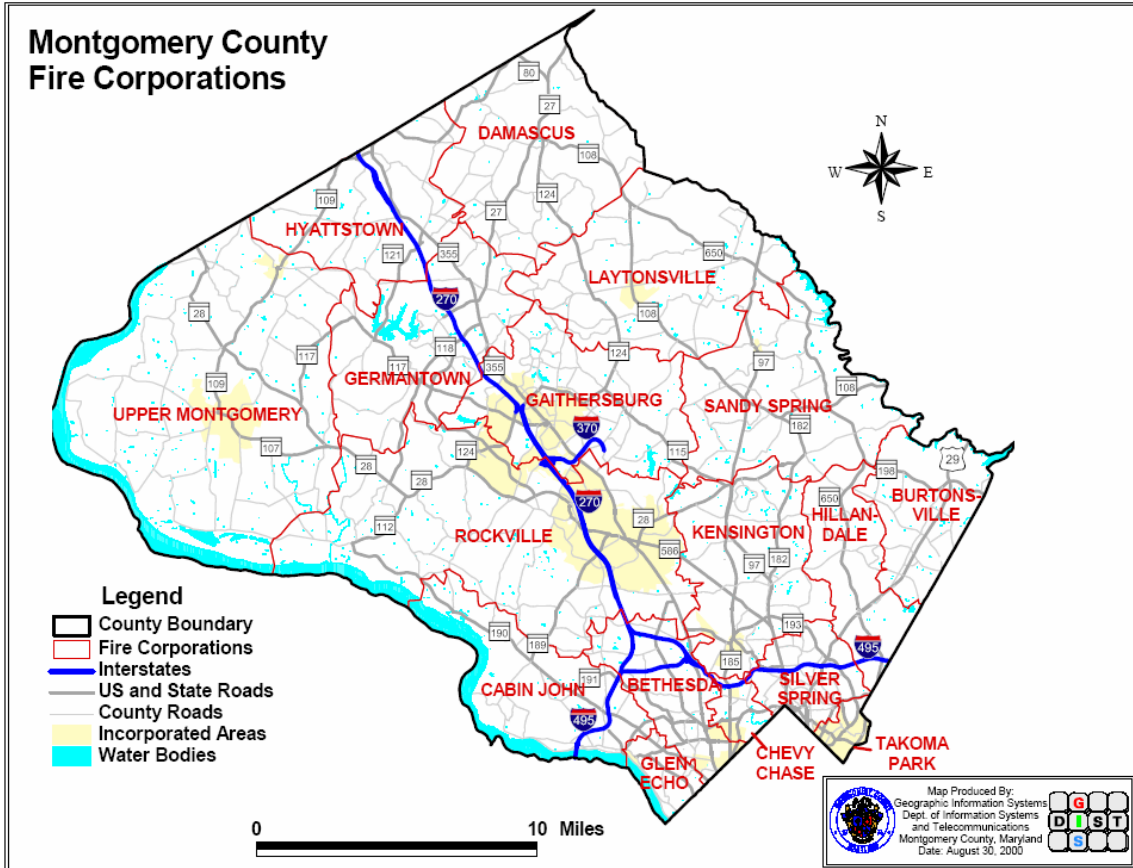 Montgomery County
Fire Corporations
N
W
E
S
80
27
DAMASCUS
108
124
109
27
HYATTSTOWN
121
355
650
LAYTONSVILLE
270
28
108
118
117
117
355
124
97
109
GERMANTOWN
GAITHERSBURG
108
UPPER MONTGOMERY
SANDY SPRING
370
182
107
124
115
29
28
28
198
650
BURTONS-
VILLE
270
112
ROCKVILLE
28
KENSINGTON
HILLAN-
DALE
586
97
182
190
189
193
495
185
191
CABIN JOHN
BETHESDA
SILVER
SPRING
495
GLEN
ECHO
CHEVY
CHASE
TAKOMA
PARK
Legend
County Boundary
Fire Corporations
Interstates
US and State Roads
County Roads
Incorporated Areas
Water Bodies
0
10 Miles
Map Produced By:
Geographic Information Systems
Dept. of Information Systems
and Telecommunications
Montgomery County, Maryland
Date: August 30, 2000
G
D I S T
S